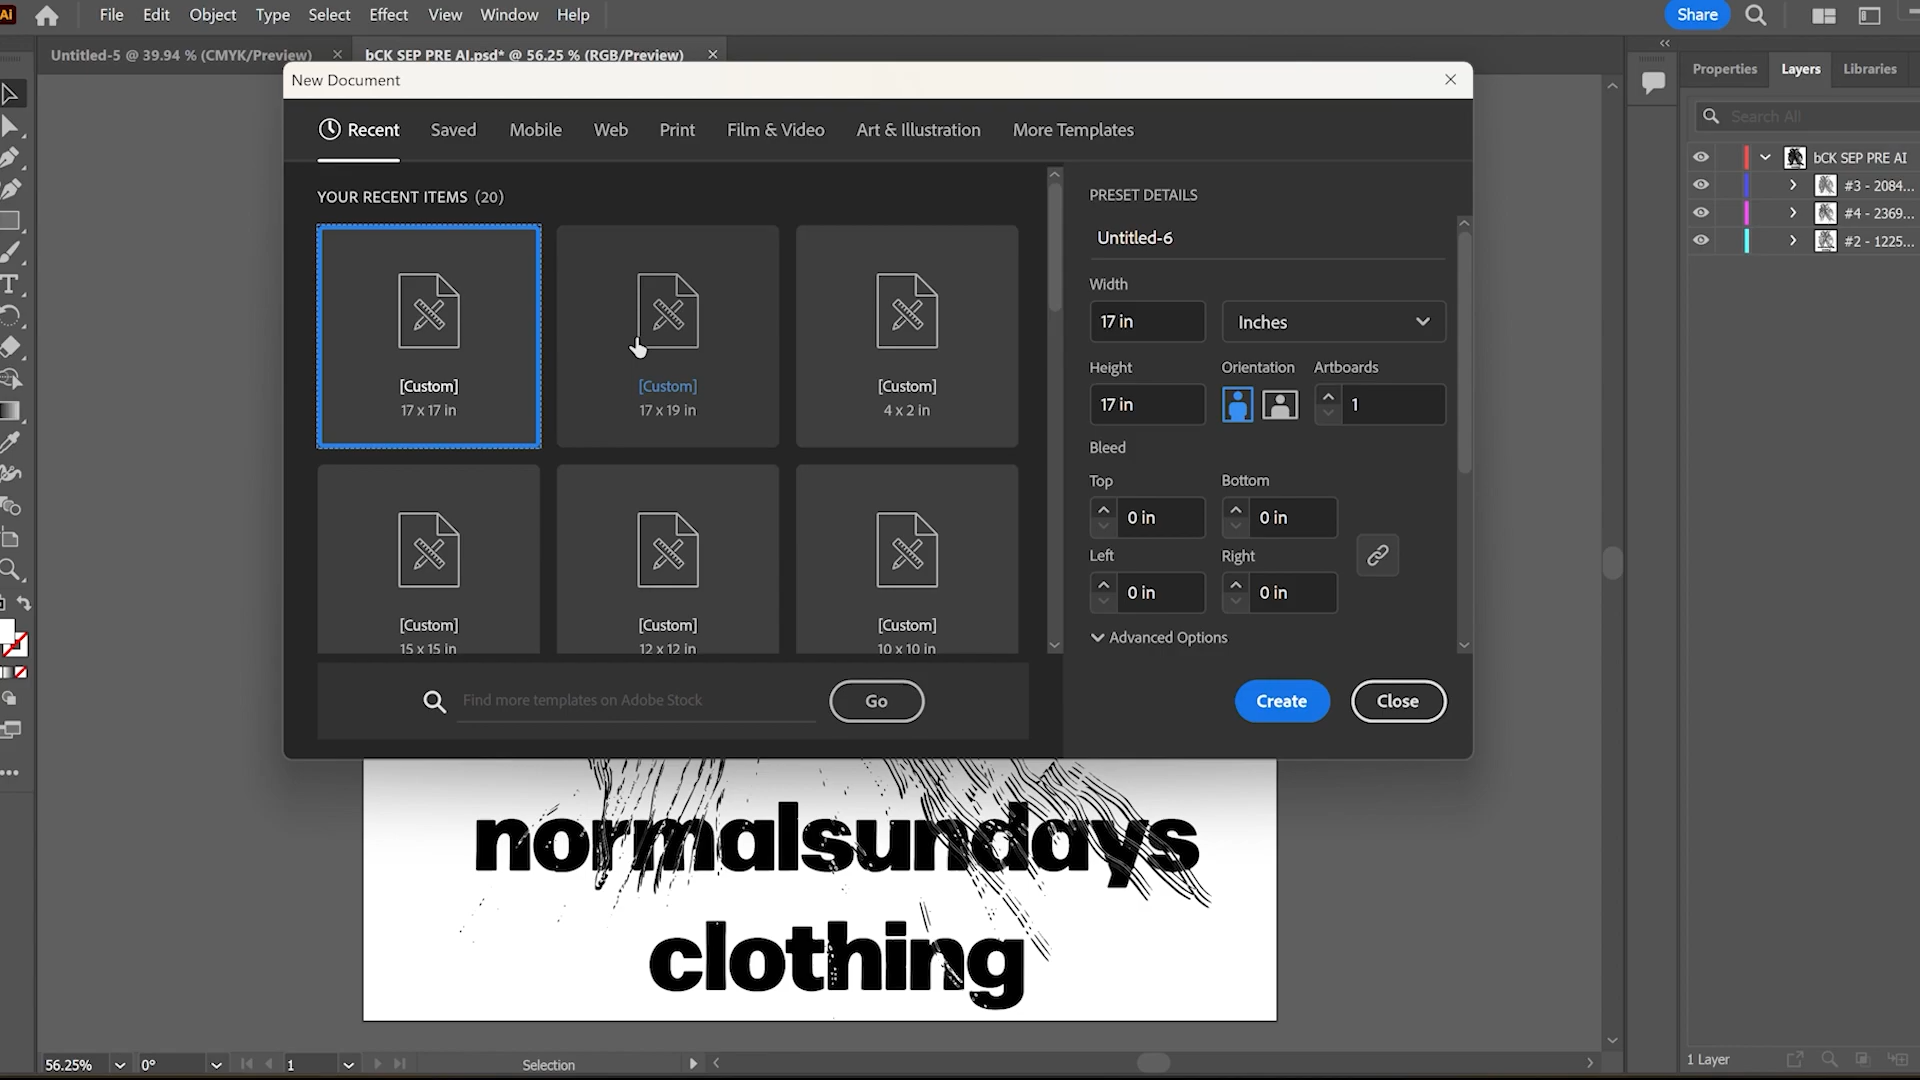 Ai File Edit Object Type Select Effect View Window Help Share
Untitled-5 @ 39.94 % (CMYK/Preview) × bCK SEP PRE AI.psd* @ 56.25 % (RGB/Preview) ×
New Document
Properties Layers Libraries
Recent Saved Mobile Web Print Film & Video Art & Illustration More Templates
Search All
bCK SEP PRE AI
#3 - 2084...
#4 - 2369...
#2 - 1225...
YOUR RECENT ITEMS (20)
[Custom]
17 x 17 in
[Custom]
17 x 19 in
[Custom]
4 x 2 in
[Custom]
15 x 15 in
[Custom]
12 x 12 in
[Custom]
10 x 10 in
Find more templates on Adobe Stock Go
PRESET DETAILS
Untitled-6
Width
17 in Inches
Height Orientation Artboards
17 in 1
Bleed
Top Bottom
0 in 0 in
Left Right
0 in 0 in
Advanced Options
Create Close
normalsundays
clothing
56.25% 0° 1 Selection
1 Layer